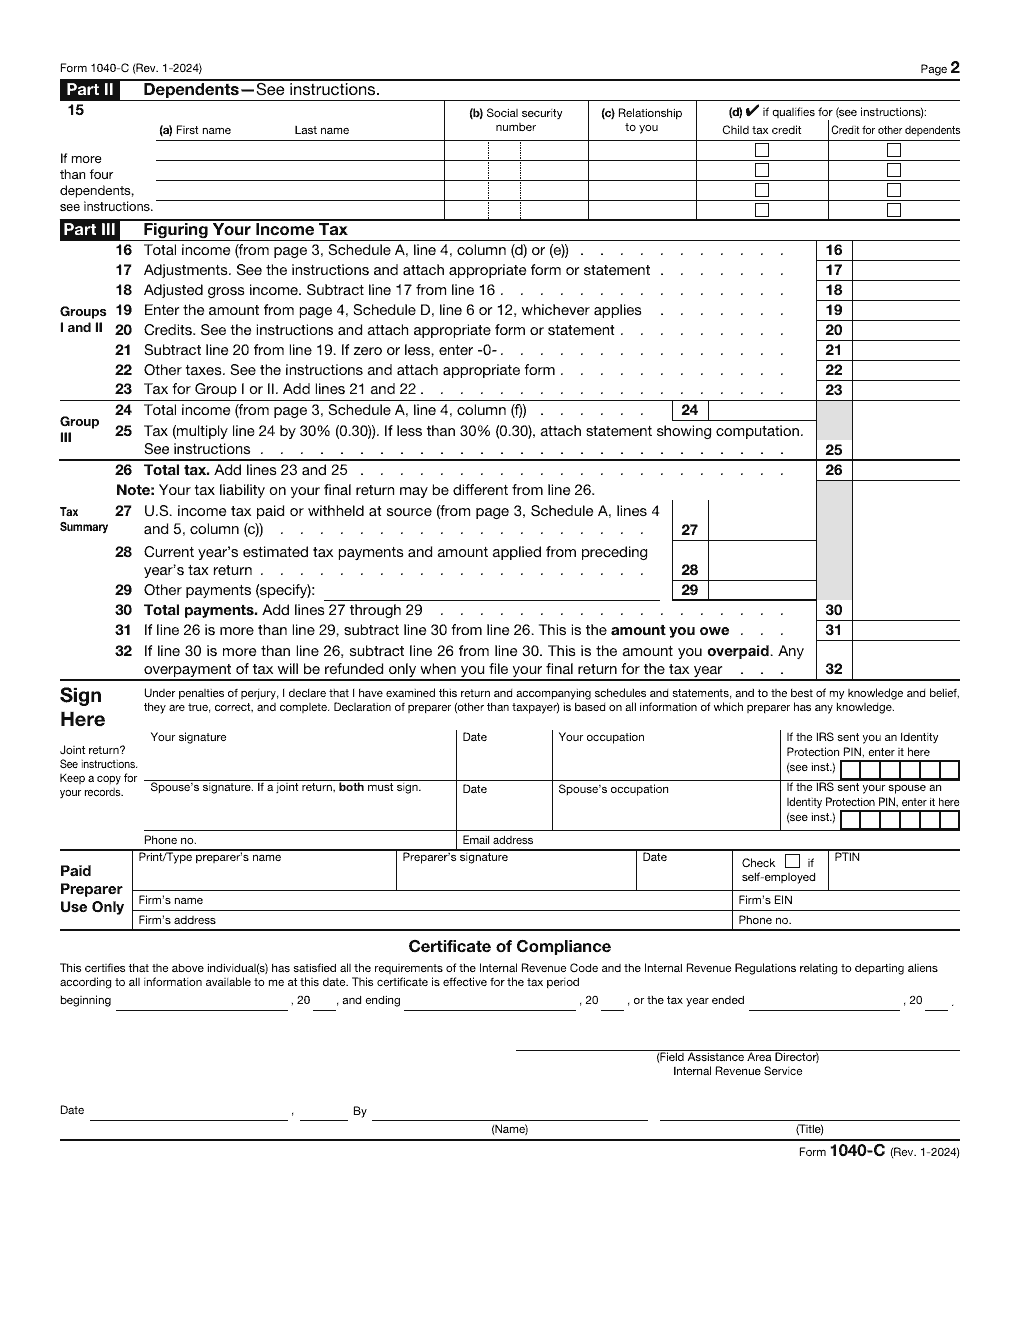 Form 1040-C (Rev. 1-2024) Page 2
Part II Dependents—See instructions.
15 (a) First name Last name (b) Social security number (c) Relationship to you (d) ✔ if qualifies for (see instructions):
Child tax credit Credit for other dependents
If more
than four
dependents,
see instructions.
Part III Figuring Your Income Tax
Groups I and II
16 Total income (from page 3, Schedule A, line 4, column (d) or (e)) . . . . . . . . . . . 16
17 Adjustments. See the instructions and attach appropriate form or statement . . . . . . . 17
18 Adjusted gross income. Subtract line 17 from line 16 . . . . . . . . . . . . . . . 18
19 Enter the amount from page 4, Schedule D, line 6 or 12, whichever applies . . . . . . . 19
20 Credits. See the instructions and attach appropriate form or statement . . . . . . . . . 20
21 Subtract line 20 from line 19. If zero or less, enter -0- . . . . . . . . . . . . . . . 21
22 Other taxes. See the instructions and attach appropriate form . . . . . . . . . . . . 22
23 Tax for Group I or II. Add lines 21 and 22 . . . . . . . . . . . . . . . . . . . 23
Group III
24 Total income (from page 3, Schedule A, line 4, column (f)) . . . . . . 24
25 Tax (multiply line 24 by 30% (0.30)). If less than 30% (0.30), attach statement showing computation.
See instructions . . . . . . . . . . . . . . . . . . . . . . . . . . . 25
26 Total tax. Add lines 23 and 25 . . . . . . . . . . . . . . . . . . . . . . 26
Note: Your tax liability on your final return may be different from line 26.
Tax Summary
27 U.S. income tax paid or withheld at source (from page 3, Schedule A, lines 4
and 5, column (c)) . . . . . . . . . . . . . . . . . . 27
28 Current year's estimated tax payments and amount applied from preceding
year's tax return . . . . . . . . . . . . . . . . . . . 28
29 Other payments (specify): 29
30 Total payments. Add lines 27 through 29 . . . . . . . . . . . . . . . . . . 30
31 If line 26 is more than line 29, subtract line 30 from line 26. This is the amount you owe . . . 31
32 If line 30 is more than line 26, subtract line 26 from line 30. This is the amount you overpaid. Any
overpayment of tax will be refunded only when you file your final return for the tax year . . . 32
Sign Here
Under penalties of perjury, I declare that I have examined this return and accompanying schedules and statements, and to the best of my knowledge and belief,
they are true, correct, and complete. Declaration of preparer (other than taxpayer) is based on all information of which preparer has any knowledge.
Joint return?
See instructions.
Keep a copy for
your records.
Your signature Date Your occupation If the IRS sent you an Identity
Protection PIN, enter it here
(see inst.)
Spouse's signature. If a joint return, both must sign. Date Spouse's occupation If the IRS sent your spouse an
Identity Protection PIN, enter it here
(see inst.)
Phone no. Email address
Paid Preparer Use Only
Print/Type preparer's name Preparer's signature Date Check if self-employed PTIN
Firm's name Firm's EIN
Firm's address Phone no.
Certificate of Compliance
This certifies that the above individual(s) has satisfied all the requirements of the Internal Revenue Code and the Internal Revenue Regulations relating to departing aliens
according to all information available to me at this date. This certificate is effective for the tax period
beginning , 20 , and ending , 20 , or the tax year ended , 20 .
(Field Assistance Area Director)
Internal Revenue Service
Date , By
(Name) (Title)
Form 1040-C (Rev. 1-2024)